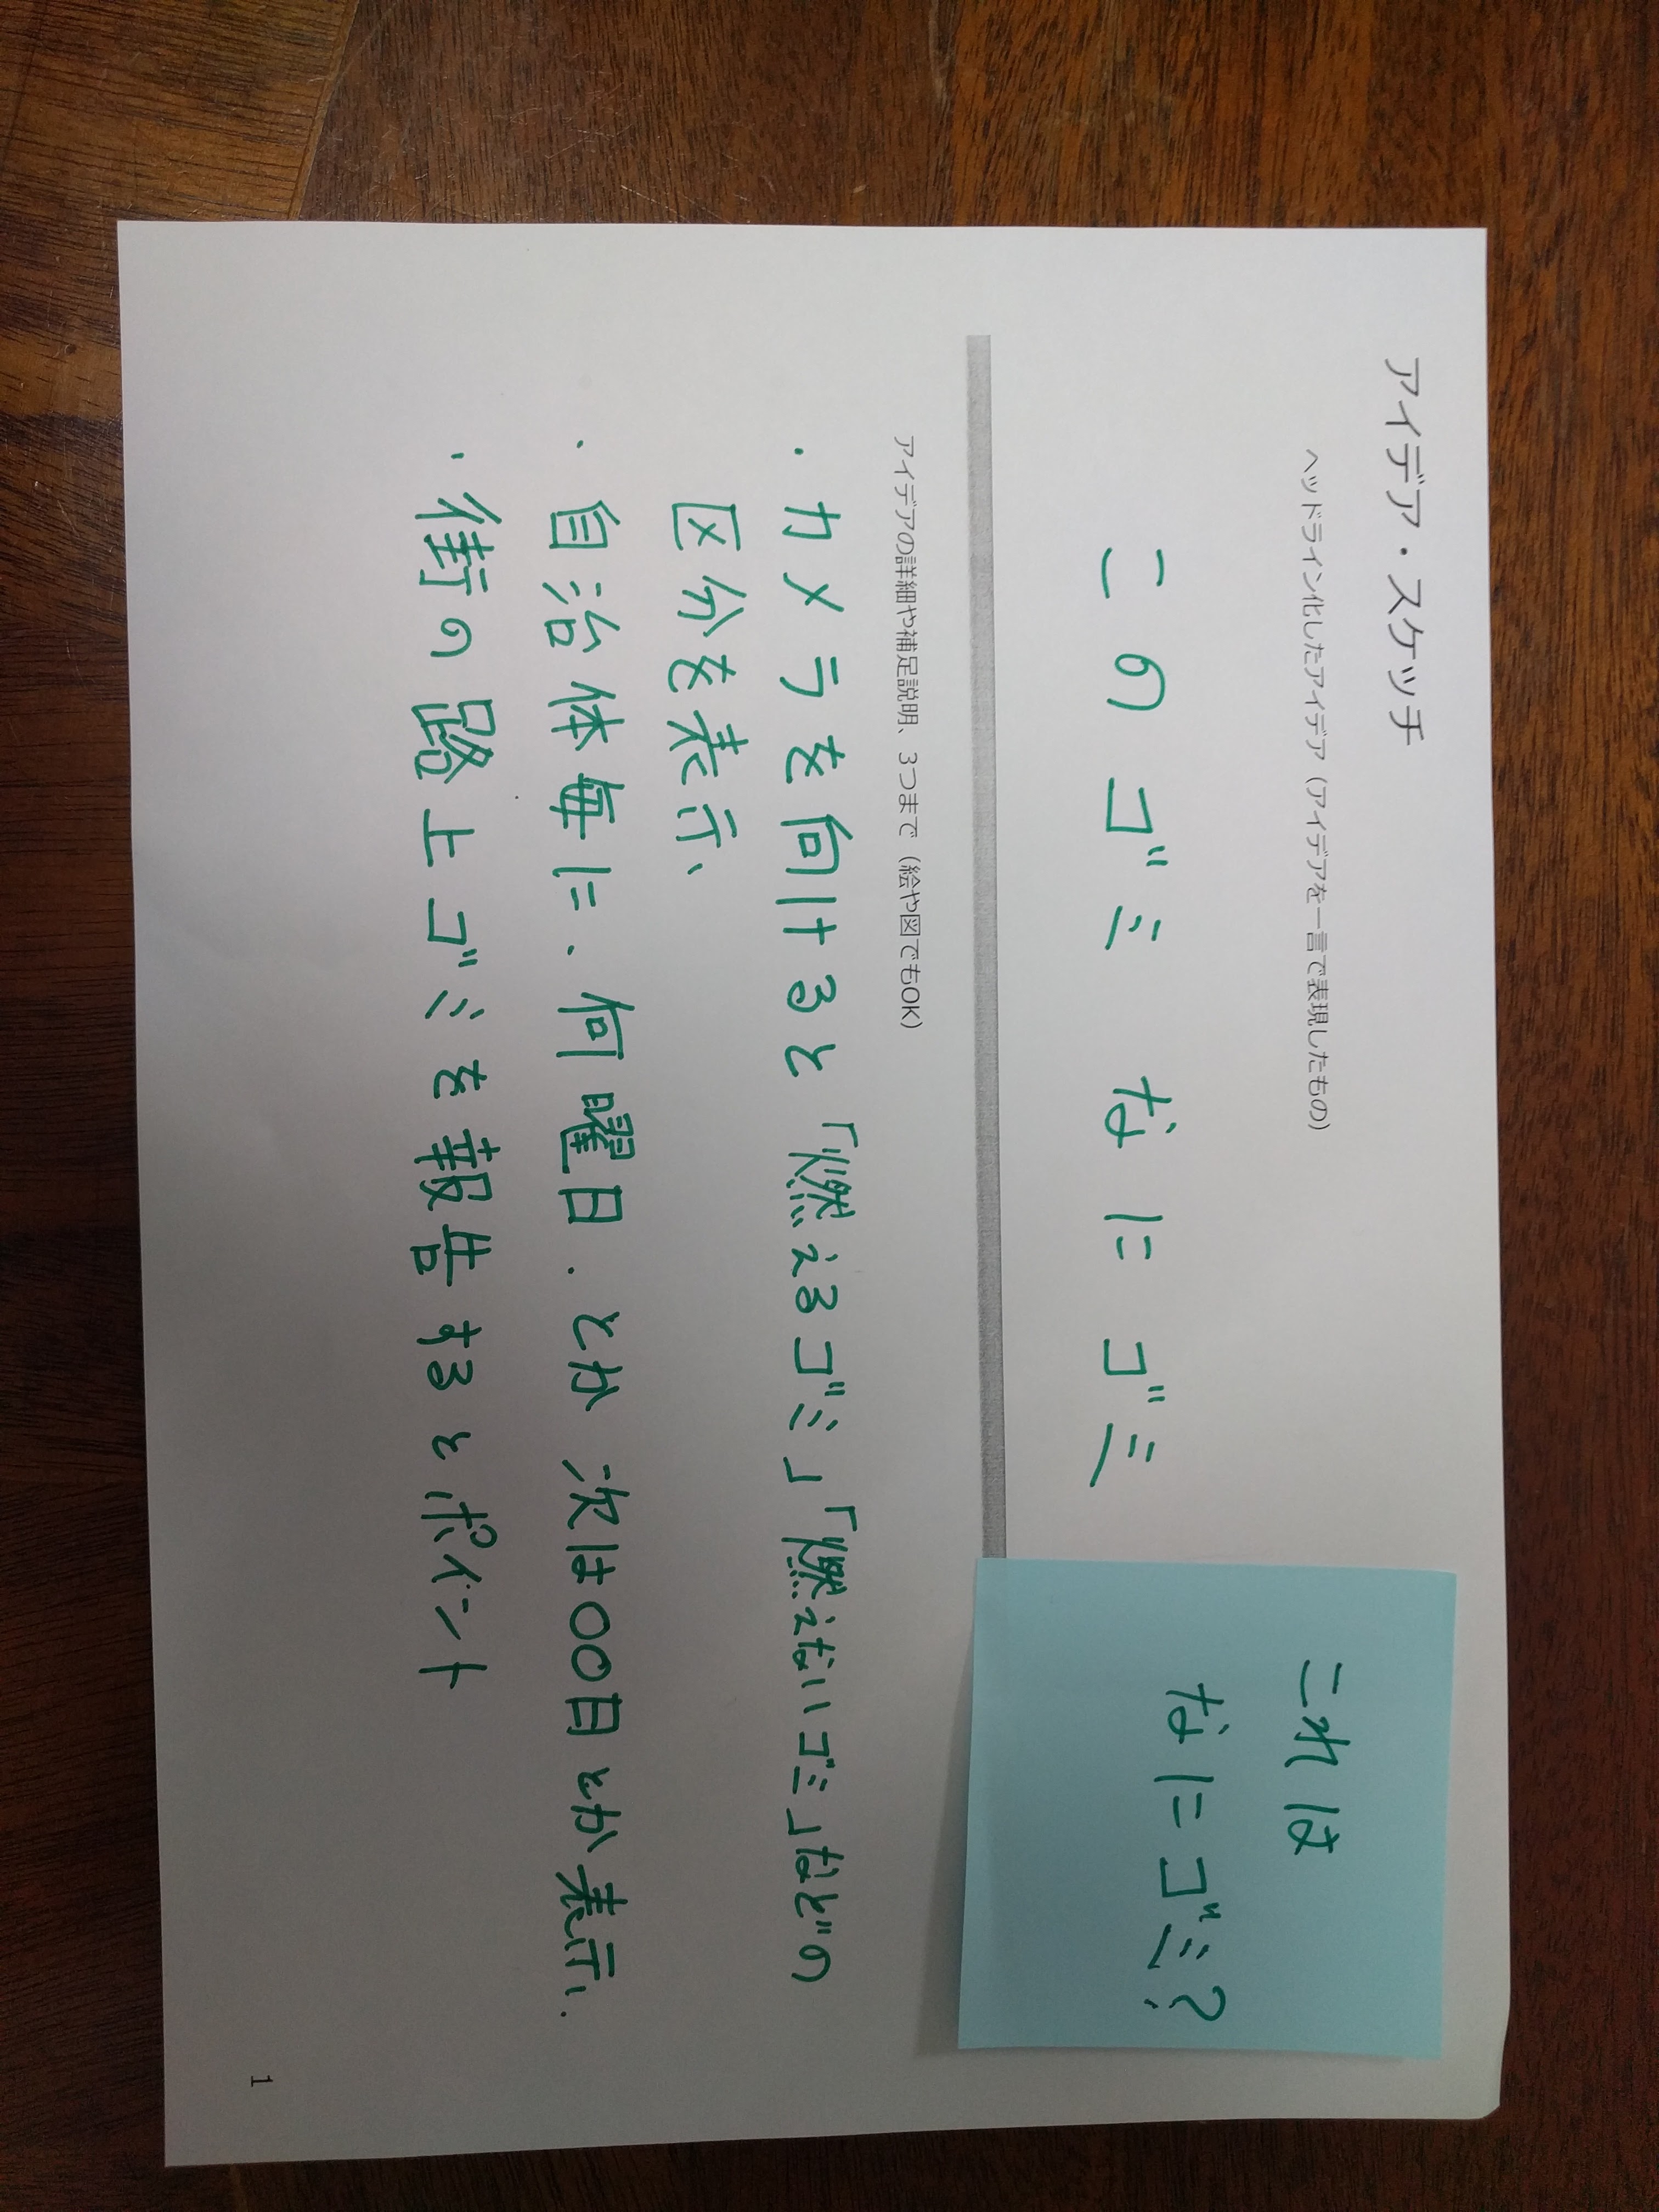 アイデア・スケッチ
ヘッドライン化したアイデア（アイデアを一言で表現したもの）
このゴミ なにゴミ
これは
なにゴミ?
アイデアの詳細や補足説明、3つまで（絵や図でもOK）
・カメラを向けると「燃えるゴミ」「燃えないゴミ」などの
区分を表示、
・自治体毎に、何曜日、とか 次は〇〇日とか表示、
・街の路上ゴミを報告するとポイント
1